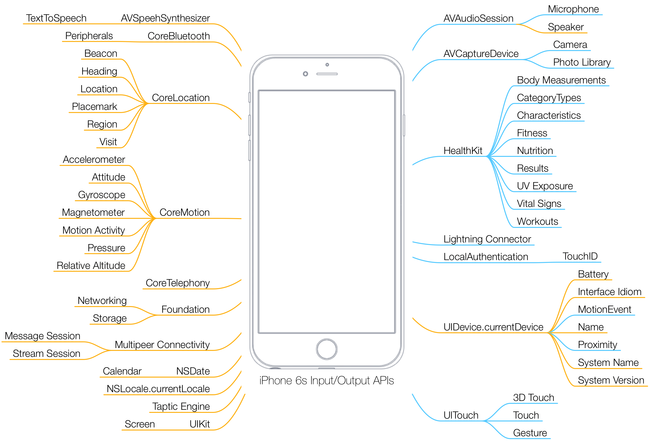 TextToSpeech
AVSpeehSynthesizer
Peripherals
CoreBluetooth
Beacon
Heading
Location
Placemark
Region
Visit
CoreLocation
Accelerometer
Attitude
Gyroscope
Magnetometer
Motion Activity
Pressure
Relative Altitude
CoreMotion
CoreTelephony
Networking
Storage
Foundation
Message Session
Stream Session
Multipeer Connectivity
Calendar
NSDate
NSLocale.currentLocale
Taptic Engine
Screen
UIKit
iPhone 6s Input/Output APIs
AVAudioSession
Microphone
Speaker
AVCaptureDevice
Camera
Photo Library
HealthKit
Body Measurements
CategoryTypes
Characteristics
Fitness
Nutrition
Results
UV Exposure
Vital Signs
Workouts
Lightning Connector
LocalAuthentication
TouchID
UIDevice.currentDevice
Battery
Interface Idiom
MotionEvent
Name
Proximity
System Name
System Version
UITouch
3D Touch
Touch
Gesture